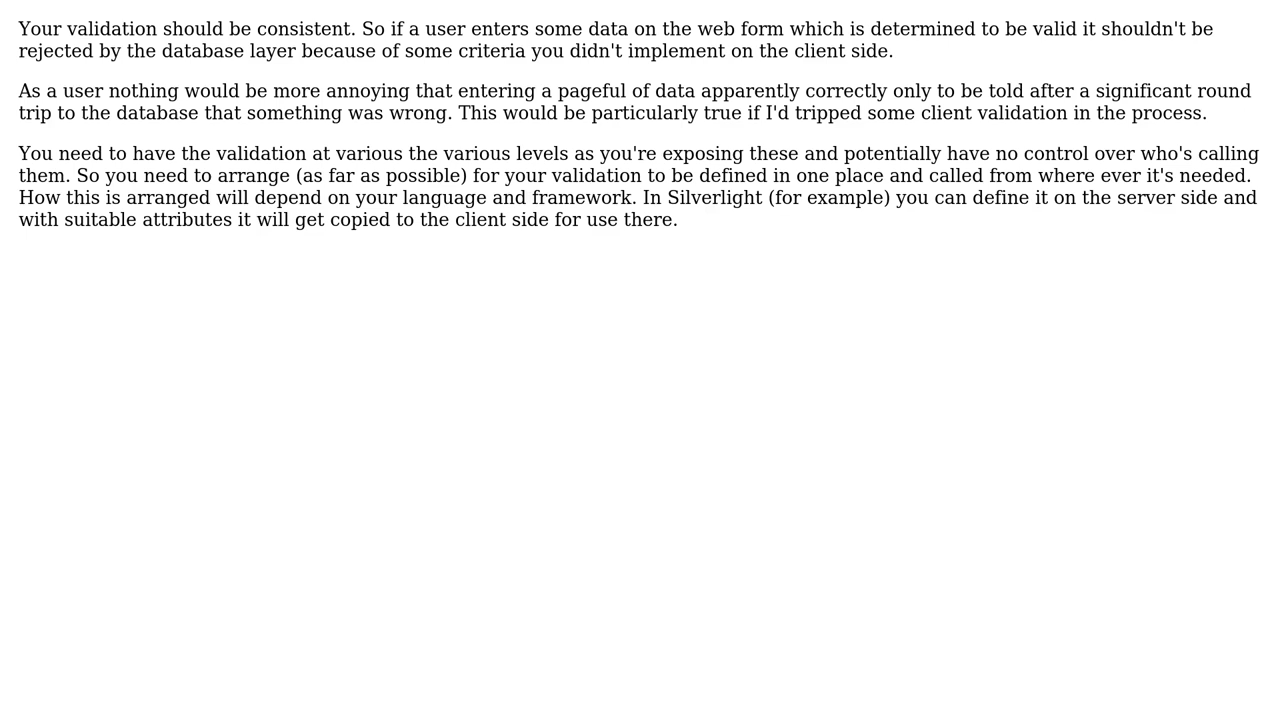 Your validation should be consistent. So if a user enters some data on the web form which is determined to be valid it shouldn't be
rejected by the database layer because of some criteria you didn't implement on the client side.
As a user nothing would be more annoying that entering a pageful of data apparently correctly only to be told after a significant round
trip to the database that something was wrong. This would be particularly true if I'd tripped some client validation in the process.
You need to have the validation at various the various levels as you're exposing these and potentially have no control over who's calling
them. So you need to arrange (as far as possible) for your validation to be defined in one place and called from where ever it's needed.
How this is arranged will depend on your language and framework. In Silverlight (for example) you can define it on the server side and
with suitable attributes it will get copied to the client side for use there.